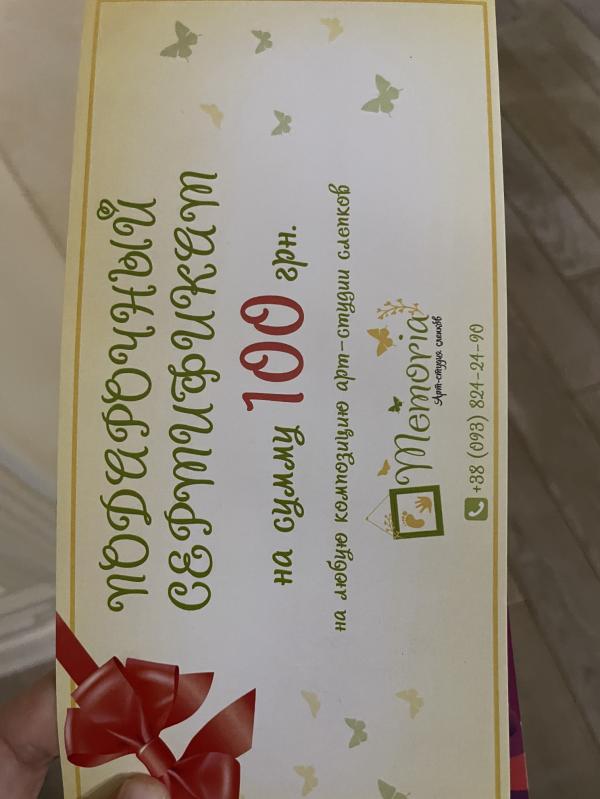 ПОДАРОЧНЫЙ
СЕРТИФИКАТ
на сумму 100 грн.
на любую композицию арт-студии слепков
Memoria
Арт-студия слепков
+38 (093) 824-24-90